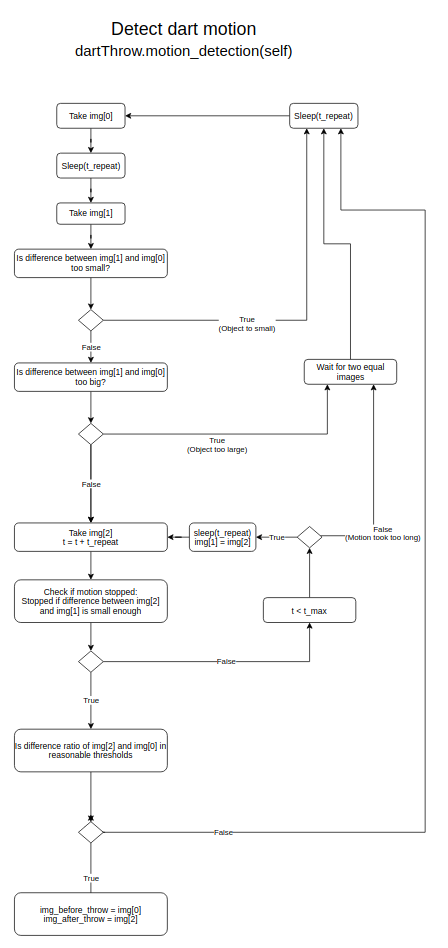 Detect dart motion
dartThrow.motion_detection(self)
Take img[0]
Sleep(t_repeat)
Sleep(t_repeat)
Take img[1]
Is difference between img[1] and img[0]
too small?
True
(Object to small)
False
Is difference between img[1] and img[0]
too big?
Wait for two equal
images
True
(Object too large)
False
Take img[2]
t = t + t_repeat
sleep(t_repeat)
img[1] = img[2]
True
False
(Motion took too long)
Check if motion stopped:
Stopped if difference between img[2]
and img[1] is small enough
t < t_max
False
True
Is difference ratio of img[2] and img[0] in
reasonable thresholds
False
True
img_before_throw = img[0]
img_after_throw = img[2]